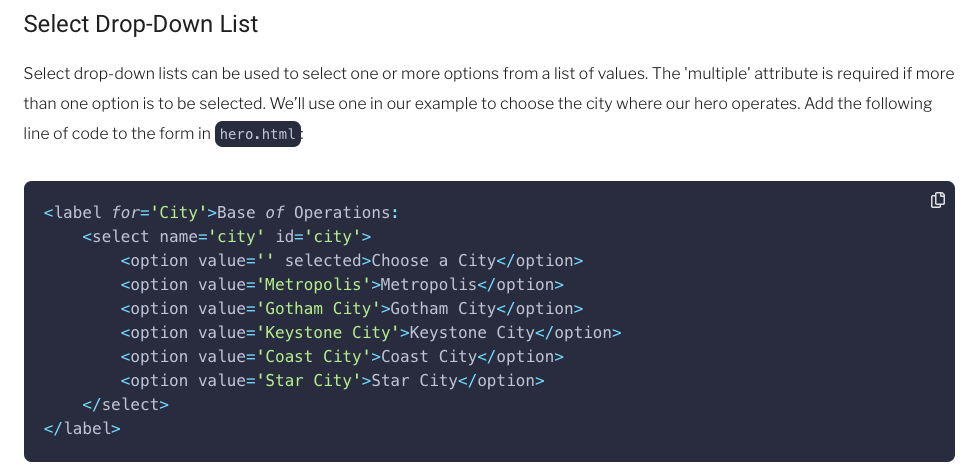 Select Drop-Down List
Select drop-down lists can be used to select one or more options from a list of values. The 'multiple' attribute is required if more
than one option is to be selected. We’ll use one in our example to choose the city where our hero operates. Add the following
line of code to the form in hero.html:
<label for='City'>Base of Operations:
    <select name='city' id='city'>
        <option value='' selected>Choose a City</option>
        <option value='Metropolis'>Metropolis</option>
        <option value='Gotham City'>Gotham City</option>
        <option value='Keystone City'>Keystone City</option>
        <option value='Coast City'>Coast City</option>
        <option value='Star City'>Star City</option>
    </select>
</label>